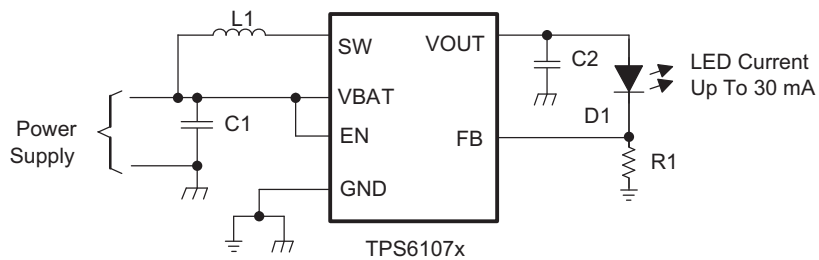 L1
SW
VOUT
C2
LED Current
Up To 30 mA
VBAT
Power
Supply
C1
EN
D1
FB
R1
GND
TPS6107x